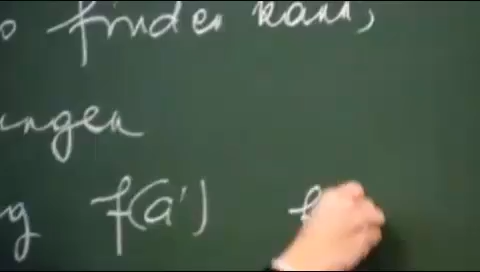 finden kann,
ungen
g f(a')